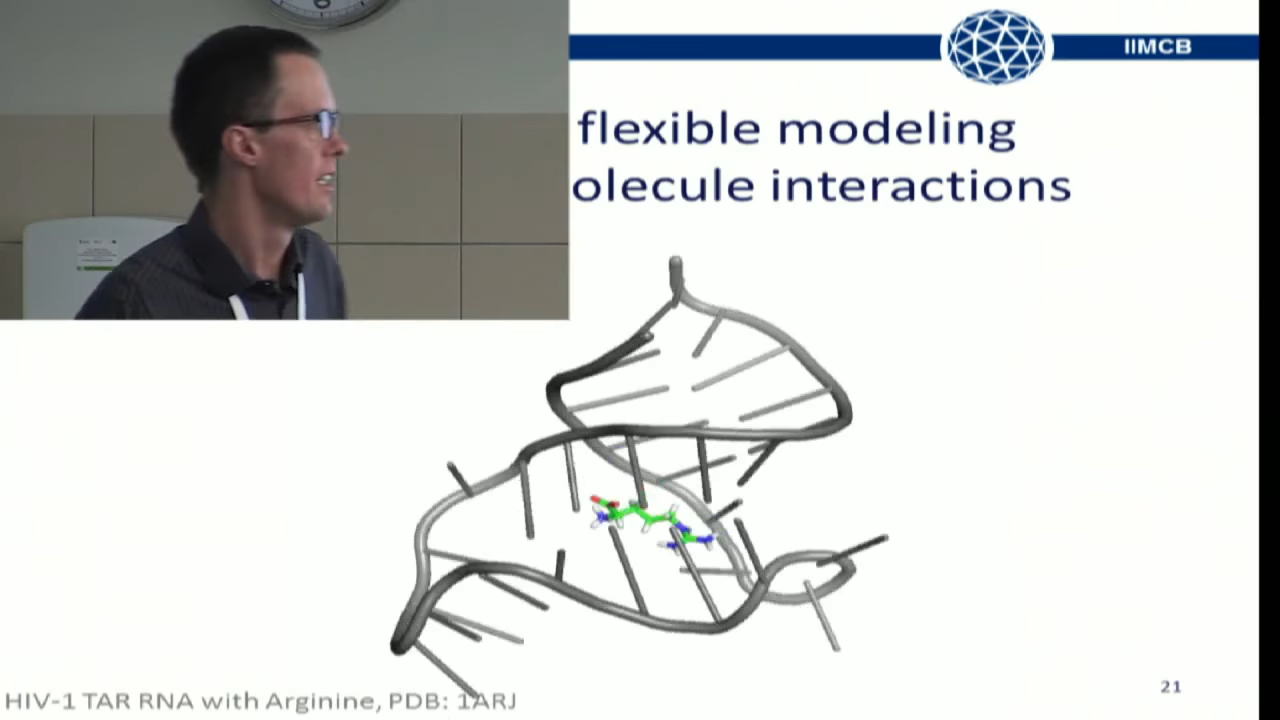 IIMCB
flexible modeling
olecule interactions
21
HIV-1 TAR RNA with Arginine, PDB: 1ARJ